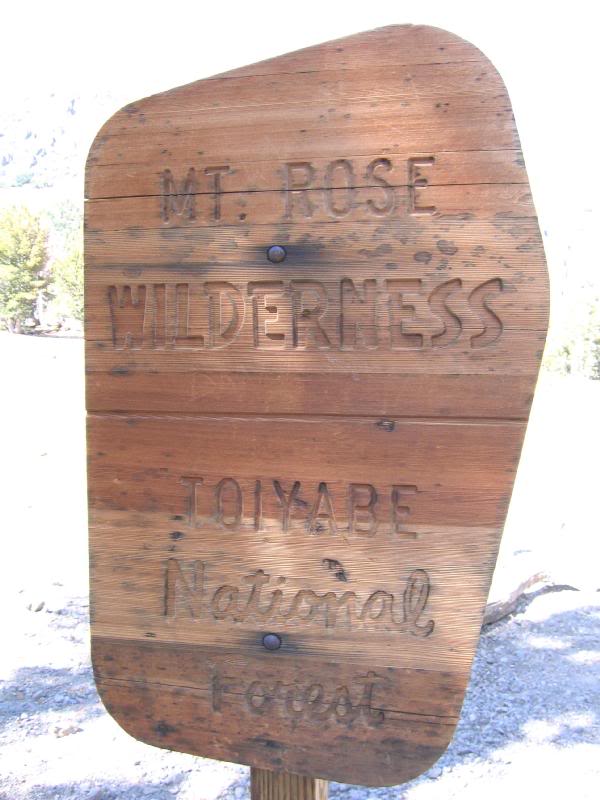 MT. ROSE
WILDERNESS
TOIYABE
National
Forest